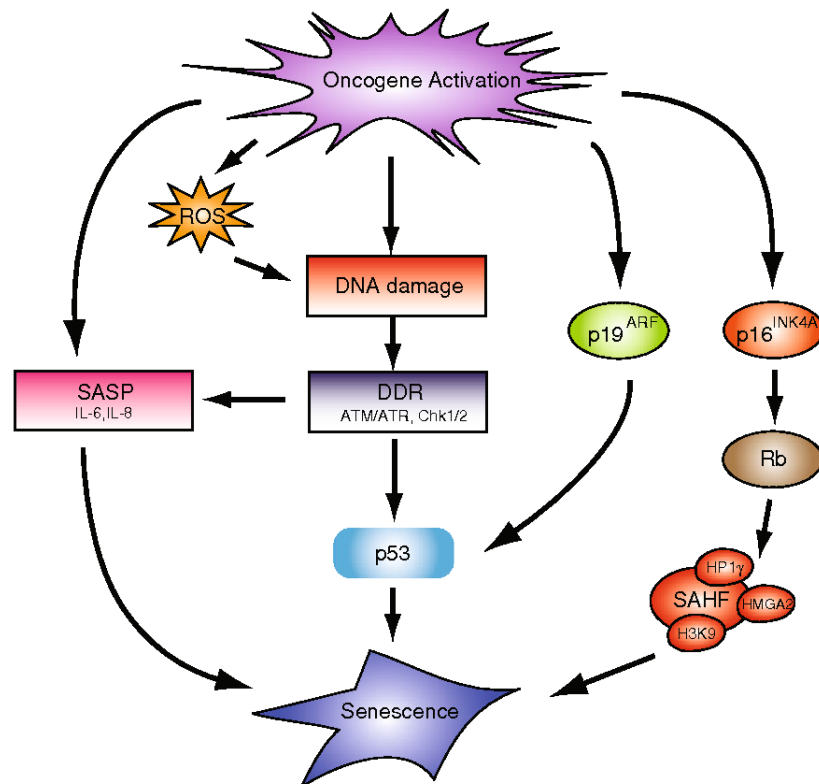 Oncogene Activation
ROS
DNA damage
p19ARF
p16INK4A
SASP
IL-6,IL-8
DDR
ATM/ATR, Chk1/2
Rb
p53
HP1γ
SAHF
HMGA2
H3K9
Senescence